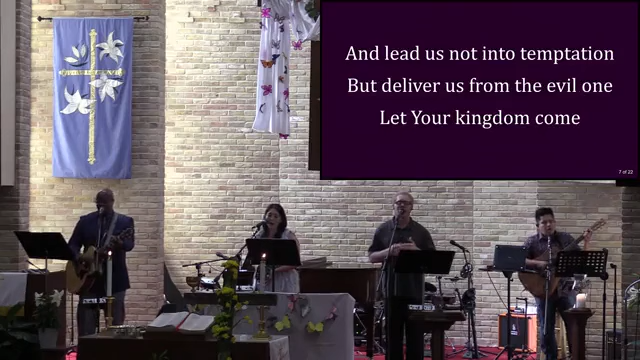 And lead us not into temptation
But deliver us from the evil one
Let Your kingdom come
7 of 22